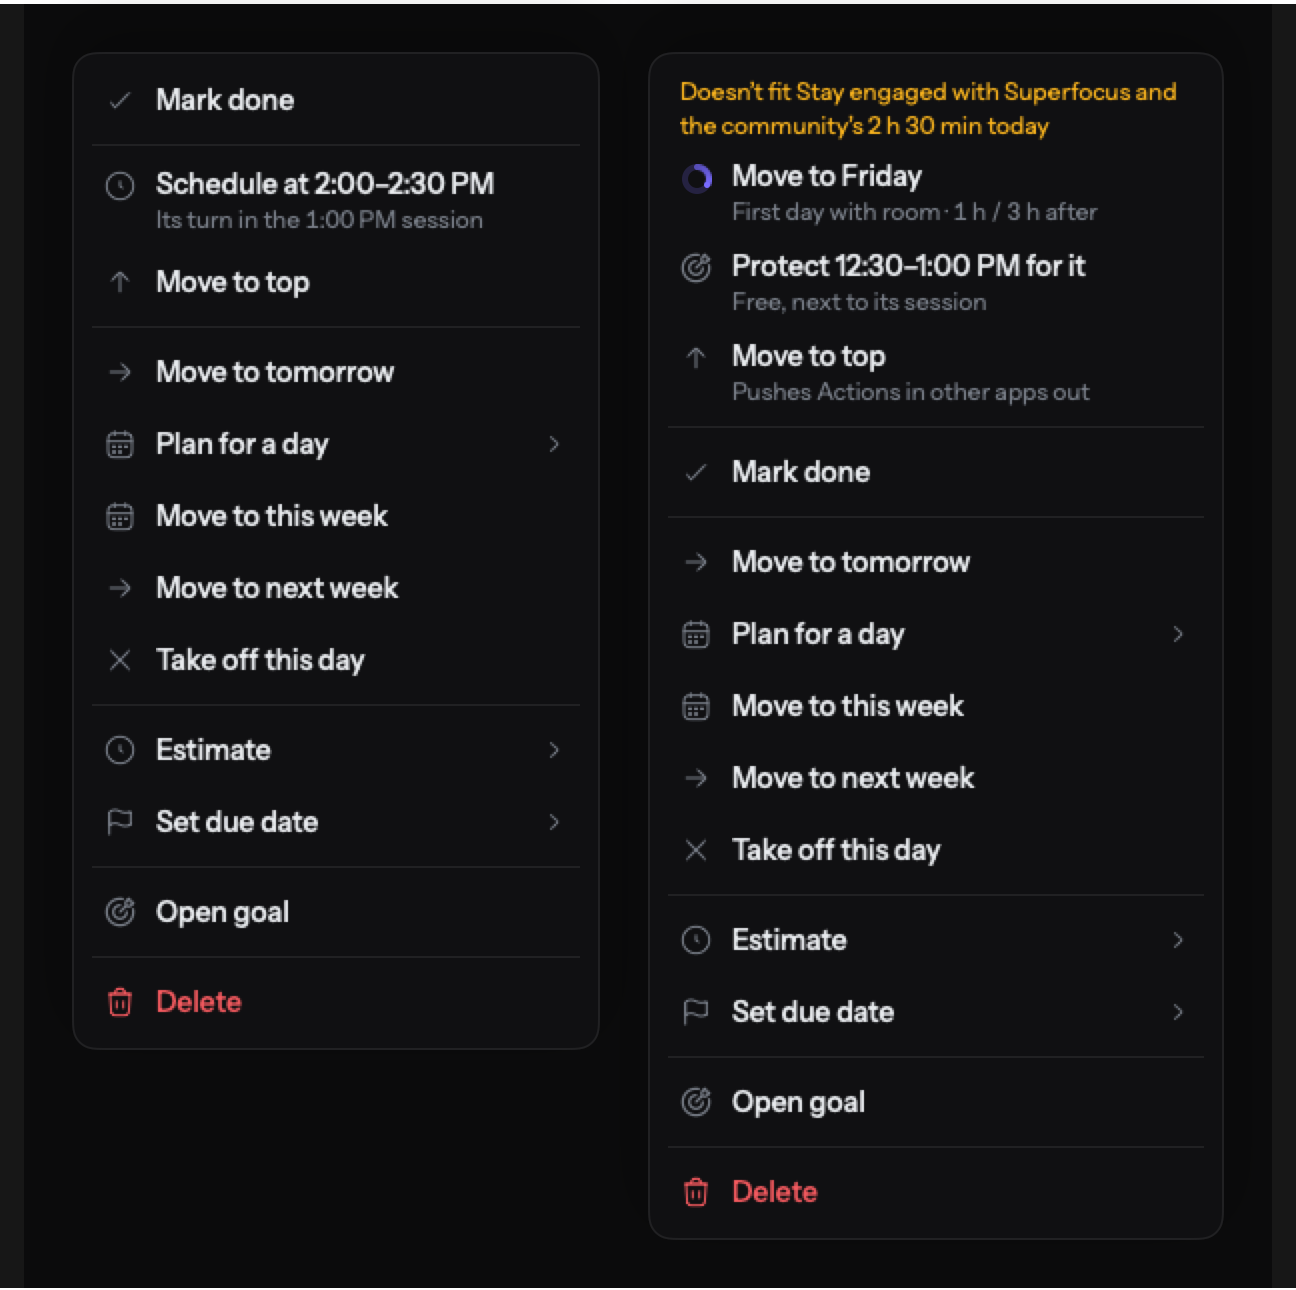 Mark done
Schedule at 2:00–2:30 PM
Its turn in the 1:00 PM session
Move to top
Move to tomorrow
Plan for a day
Move to this week
Move to next week
Take off this day
Estimate
Set due date
Open goal
Delete
Doesn’t fit Stay engaged with Superfocus and
the community’s 2 h 30 min today
Move to Friday
First day with room · 1 h / 3 h after
Protect 12:30–1:00 PM for it
Free, next to its session
Move to top
Pushes Actions in other apps out
Mark done
Move to tomorrow
Plan for a day
Move to this week
Move to next week
Take off this day
Estimate
Set due date
Open goal
Delete